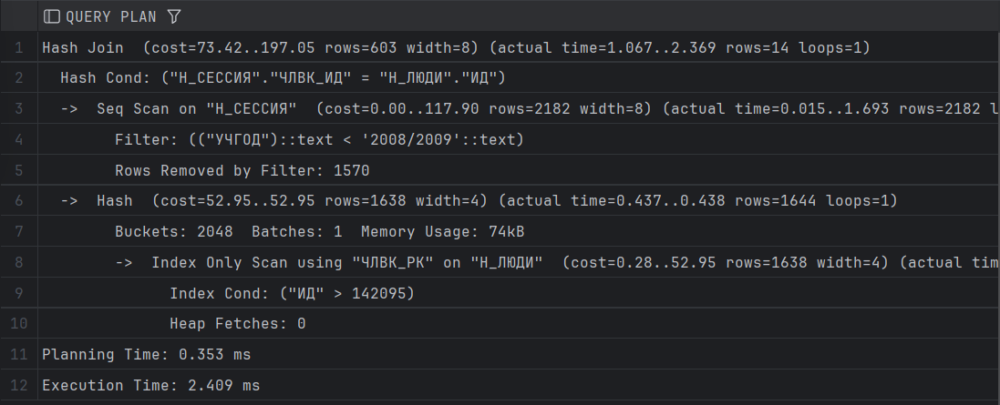 QUERY PLAN
1 Hash Join  (cost=73.42..197.05 rows=603 width=8) (actual time=1.067..2.369 rows=14 loops=1)
2 Hash Cond: ("Н_СЕССИЯ"."ЧЛВК_ИД" = "Н_ЛЮДИ"."ИД")
3 ->  Seq Scan on "Н_СЕССИЯ"  (cost=0.00..117.90 rows=2182 width=8) (actual time=0.015..1.693 rows=2182 l
4 Filter: (("УЧГОД")::text < '2008/2009'::text)
5 Rows Removed by Filter: 1570
6 ->  Hash  (cost=52.95..52.95 rows=1638 width=4) (actual time=0.437..0.438 rows=1644 loops=1)
7 Buckets: 2048  Batches: 1  Memory Usage: 74kB
8 ->  Index Only Scan using "ЧЛВК_PK" on "Н_ЛЮДИ"  (cost=0.28..52.95 rows=1638 width=4) (actual tim
9 Index Cond: ("ИД" > 142095)
10 Heap Fetches: 0
11 Planning Time: 0.353 ms
12 Execution Time: 2.409 ms